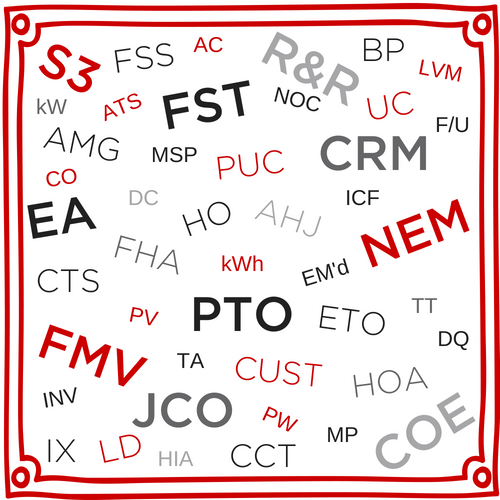 S3
FSS
AC
R&R
BP
LVM
kW
ATS
FST
NOC
UC
F/U
AMG
MSP
PUC
CRM
CO
EA
DC
HO
AHJ
ICF
NEM
FHA
CTS
kWh
EM'd
PV
PTO
ETO
TT
DQ
FMV
TA
CUST
HOA
INV
JCO
PW
MP
COE
IX
LD
HIA
CCT